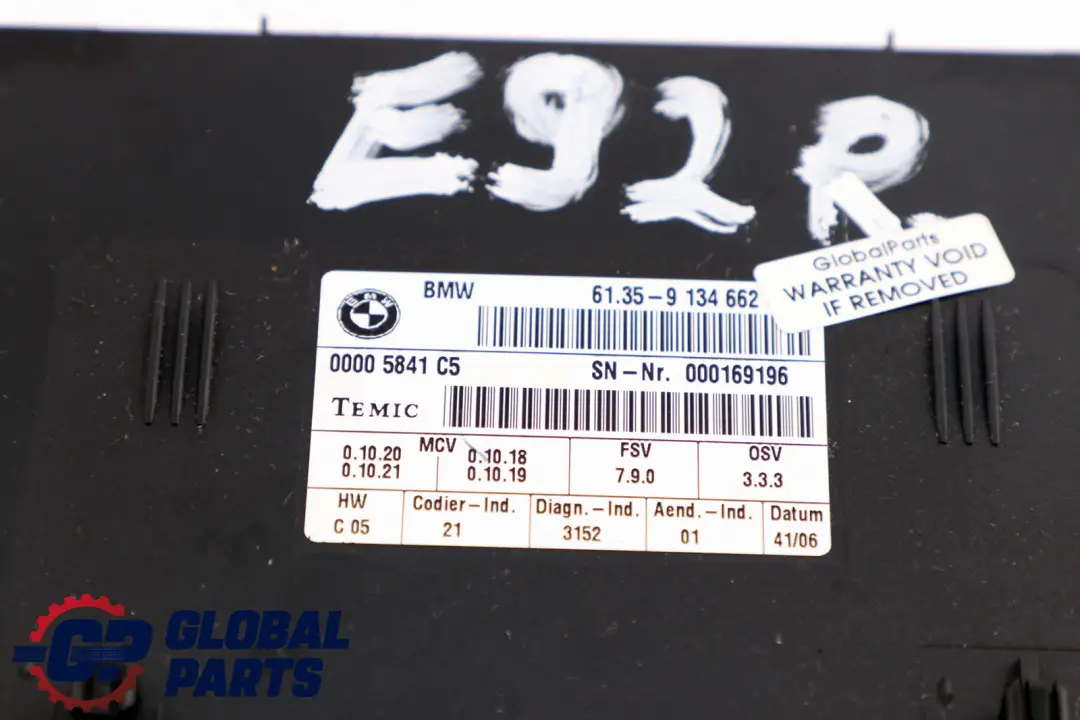 E92R
GlobalParts
WARRANTY VOID
IF REMOVED
BMW
BMW 61.35-9 134 662
0000 5841 C5 SN-Nr. 000169196
TEMIC
MCV FSV OSV
0.10.20 0.10.18 7.9.0 3.3.3
0.10.21 0.10.19
HW Codier-Ind. Diagn.-Ind. Aend.-Ind. Datum
C 05 21 3152 01 41/06
GP GLOBAL
PARTS